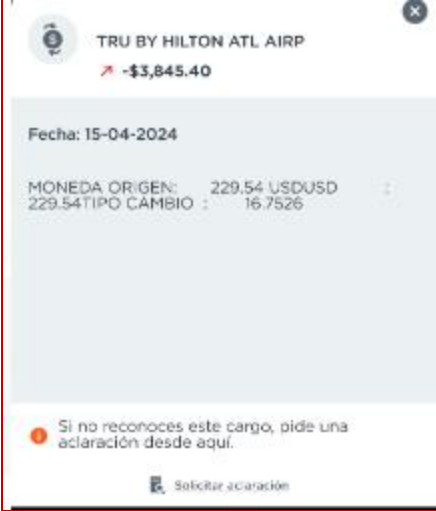 TRU BY HILTON ATL AIRP
-$3,845.40
Fecha: 15-04-2024
MONEDA ORIGEN: 229.54 USDUSD :
229.54TIPO CAMBIO : 16.7526
Si no reconoces este cargo, pide una
aclaración desde aquí.
Solicitar aclaración